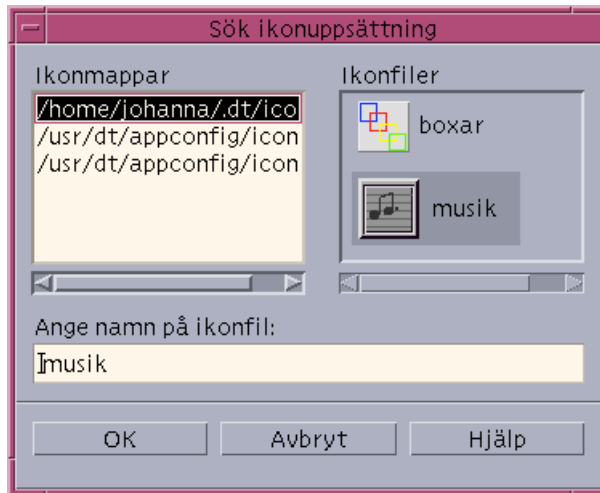 Sök ikonuppsättning
Ikonmappar
/home/johanna/.dt/ico
/usr/dt/appconfig/icon
/usr/dt/appconfig/icon
Ikonfiler
boxar
musik
Ange namn på ikonfil:
musik
OK
Avbryt
Hjälp